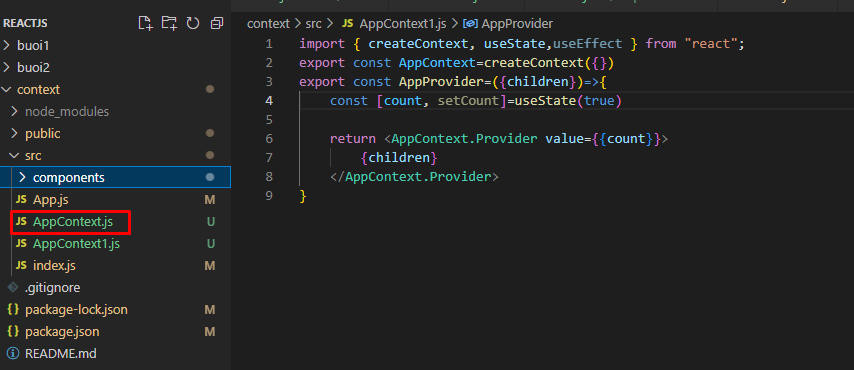 REACTJS
buoi1
buoi2
context
node_modules
public
src
components
JS App.js M
JS AppContext.js U
JS AppContext1.js U
JS index.js M
.gitignore
{} package-lock.json M
{} package.json M
README.md
context > src > JS AppContext1.js > AppProvider
1 import { createContext, useState,useEffect } from "react";
2 export const AppContext=createContext({})
3 export const AppProvider=({children})=>{
4 const [count, setCount]=useState(true)
5
6 return <AppContext.Provider value={{count}}>
7 {children}
8 </AppContext.Provider>
9 }